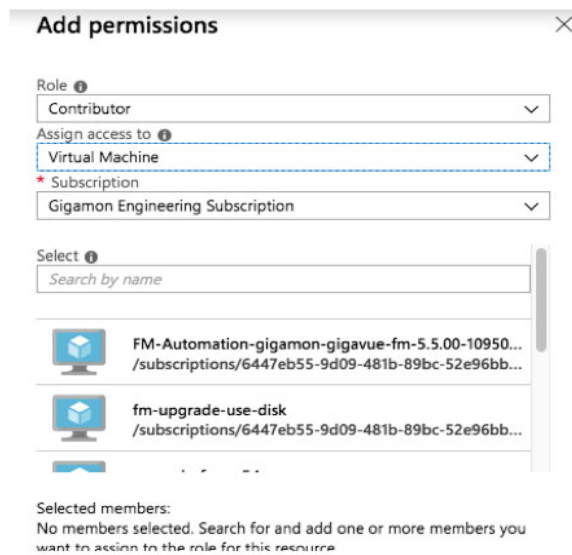 Add permissions
Role
Contributor
Assign access to
Virtual Machine
* Subscription
Gigamon Engineering Subscription
Select
Search by name
FM-Automation-gigamon-gigavue-fm-5.5.00-10950...
/subscriptions/6447eb55-9d09-481b-89bc-52e96bb...
fm-upgrade-use-disk
/subscriptions/6447eb55-9d09-481b-89bc-52e96bb...
Selected members:
No members selected. Search for and add one or more members you
want to assign to the role for this resource